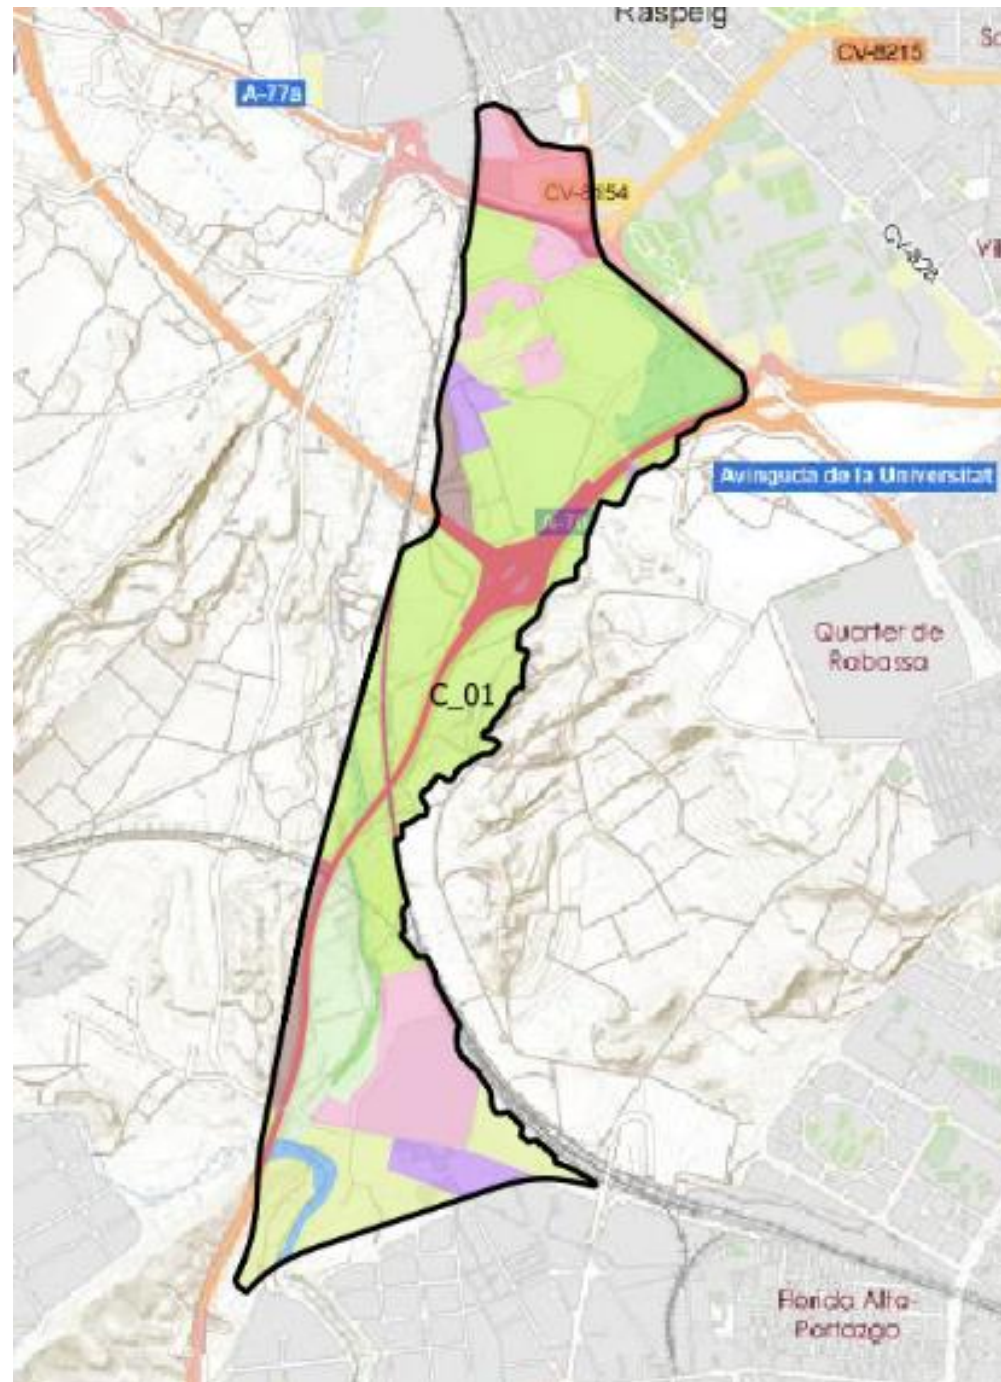 Raspeig
CV-8215
A-77a
CV-8154
CV-828
Avinguda de la Universitat
Quarter de
Rabassa
C_01
Florida Alta-
Portazgo